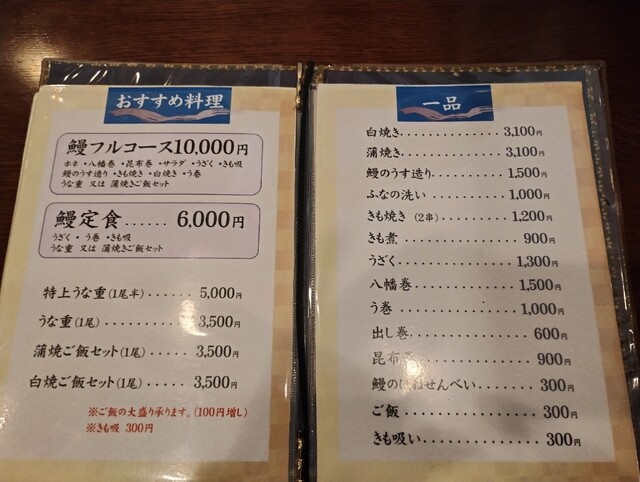 おすすめ料理
鰻フルコース10,000円
ホネ・八幡巻・昆布巻・サラダ・うざく・きも吸
鰻のうす造り・きも焼き・白焼き・う巻
うな重 又は 蒲焼きご飯セット
鰻定食......6,000円
うざく・う巻・きも吸
うな重 又は 蒲焼きご飯セット
特上うな重(1尾半)......5,000円
うな重(1尾)............3,500円
蒲焼ご飯セット(1尾)....3,500円
白焼ご飯セット(1尾)....3,500円
※ご飯の大盛り承ります。(100円増し)
※きも吸 300円
一品
白焼き..............3,100円
蒲焼き..............3,100円
鰻のうす造り........1,500円
ふなの洗い..........1,000円
きも焼き (2串)......1,200円
きも煮..............900円
うざく..............1,300円
八幡巻..............1,500円
う巻................1,000円
出し巻..............600円
昆布 900円
鰻の せんべい......300円
ご飯................300円
きも吸い............300円